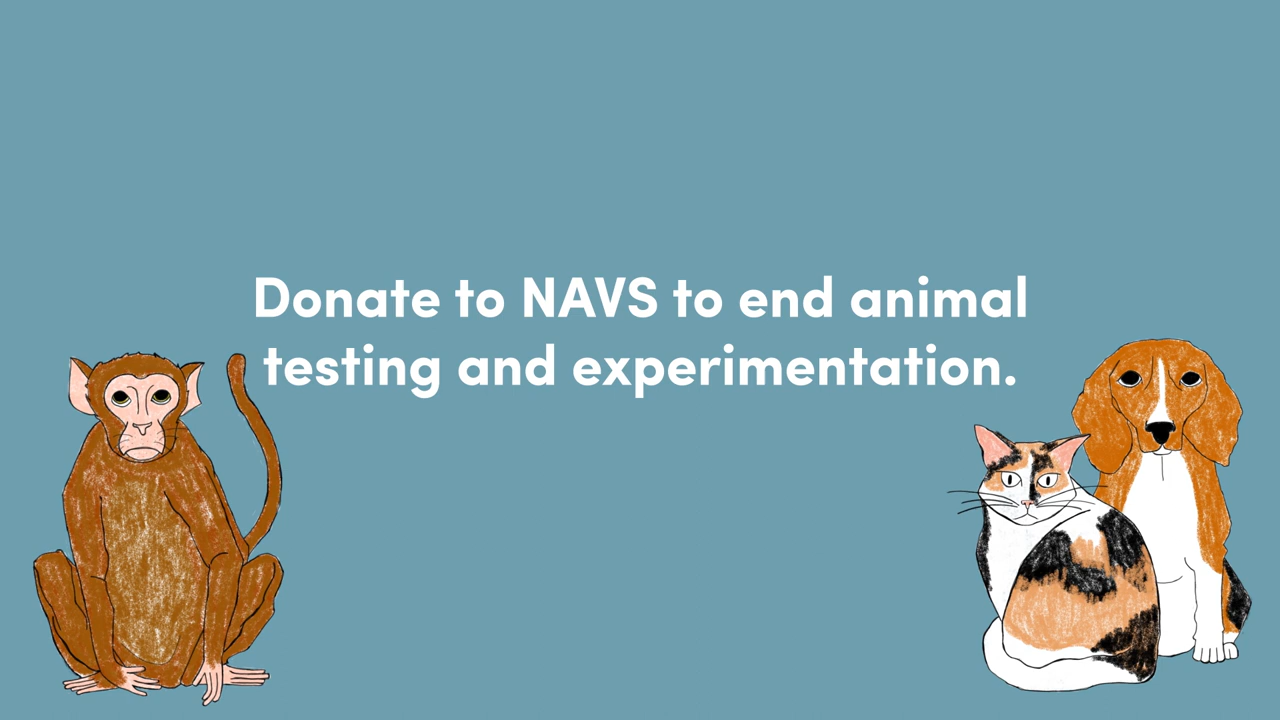 Donate to NAVS to end animal
testing and experimentation.